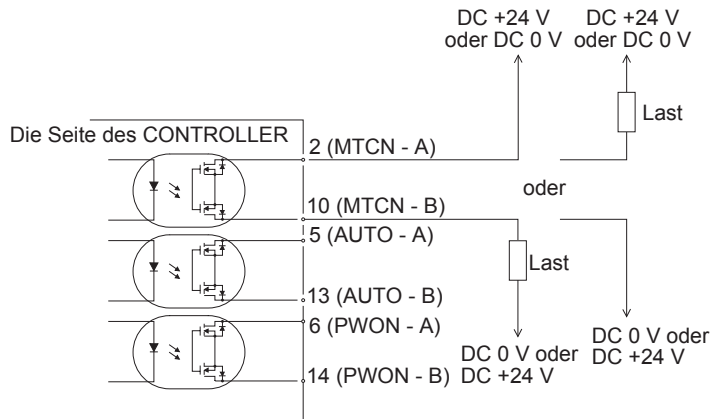 DC +24 V
oder DC 0 V
DC +24 V
oder DC 0 V
Last
Die Seite des CONTROLLER
2 (MTCN - A)
oder
10 (MTCN - B)
5 (AUTO - A)
Last
13 (AUTO - B)
6 (PWON - A)
DC 0 V oder
DC +24 V
DC 0 V oder
DC +24 V
14 (PWON - B)